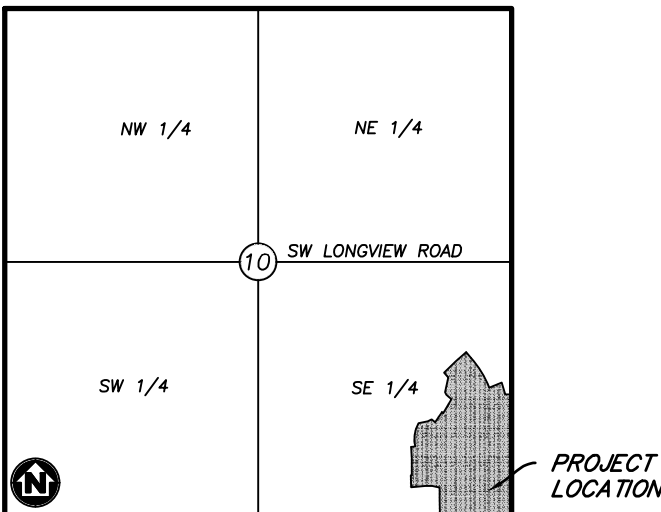 NW 1/4
NE 1/4
10
SW LONGVIEW ROAD
SW 1/4
SE 1/4
N
PROJECT
LOCATION